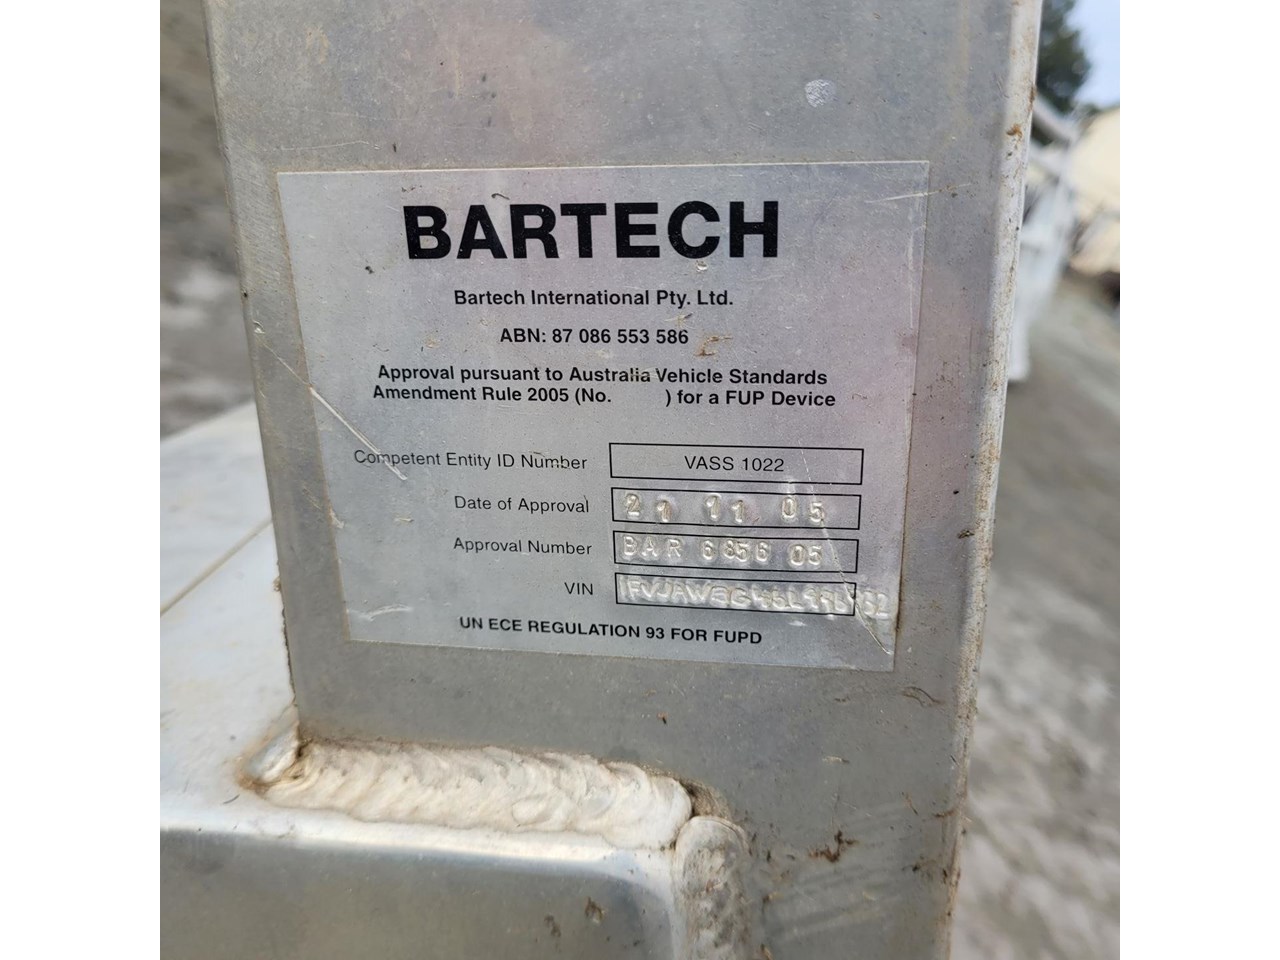 BARTECH
Bartech International Pty. Ltd.
ABN: 87 086 553 586
Approval pursuant to Australia Vehicle Standards
Amendment Rule 2005 (No. ) for a FUP Device
Competent Entity ID Number VASS 1022
Date of Approval 21 11 05
Approval Number BAR 6856 05
VIN
UN ECE REGULATION 93 FOR FUPD